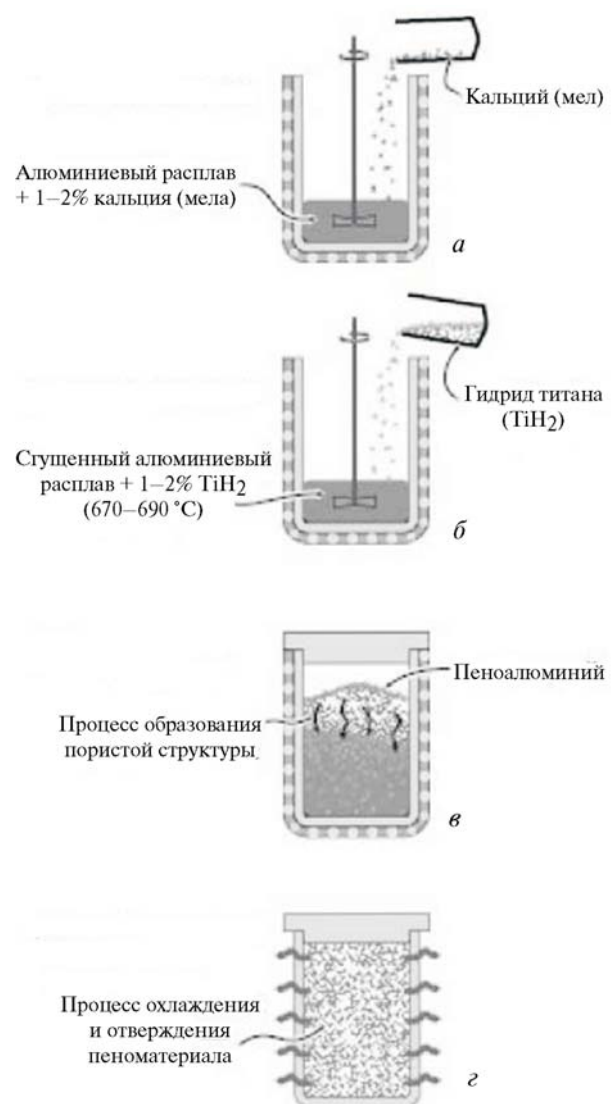 Кальций (мел)
Алюминиевый расплав
+ 1–2% кальция (мела)
а
Гидрид титана
(TiH2)
Сгущенный алюминиевый
расплав + 1–2% TiH2
(670–690 °С)
б
Пеноалюминий
Процесс образования
пористой структуры
в
Процесс охлаждения
и отверждения
пеноматериала
г